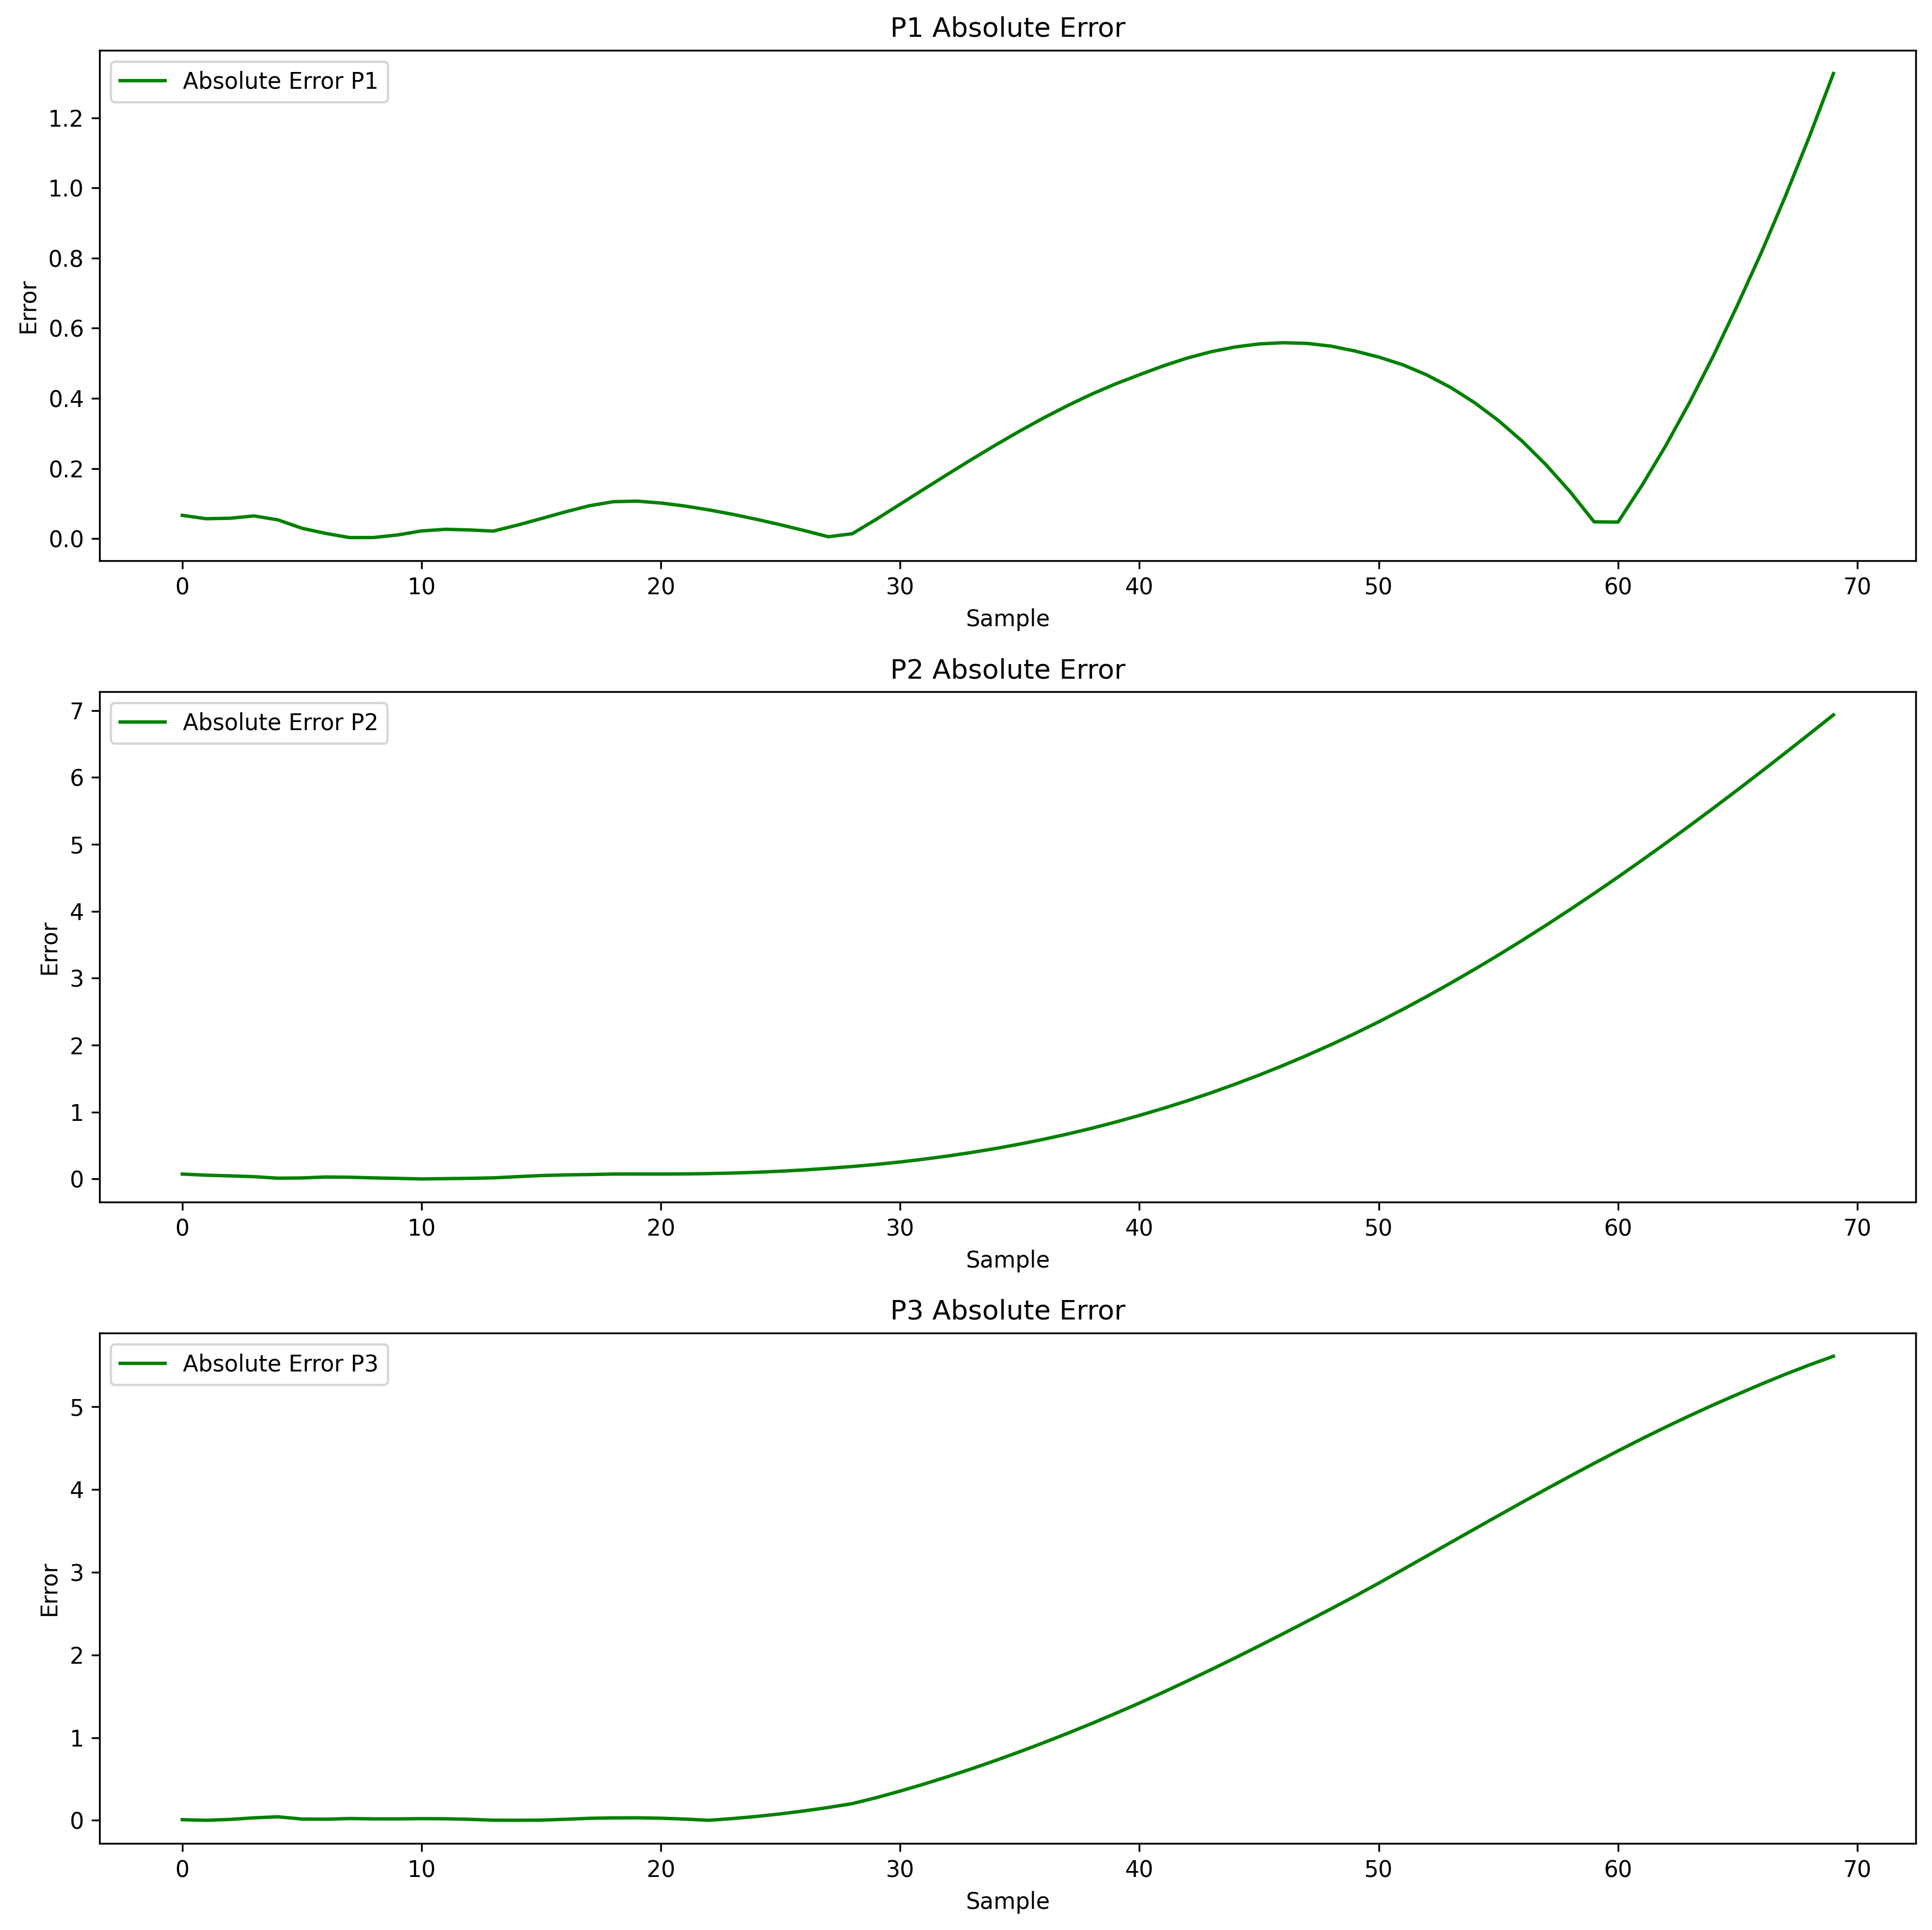 P1 Absolute Error
Absolute Error P1
1.2
1.0
0.8
0.6
0.4
0.2
0.0
Error
0 10 20 30 40 50 60 70
Sample
P2 Absolute Error
Absolute Error P2
7
6
5
4
3
2
1
0
Error
0 10 20 30 40 50 60 70
Sample
P3 Absolute Error
Absolute Error P3
5
4
3
2
1
0
Error
0 10 20 30 40 50 60 70
Sample